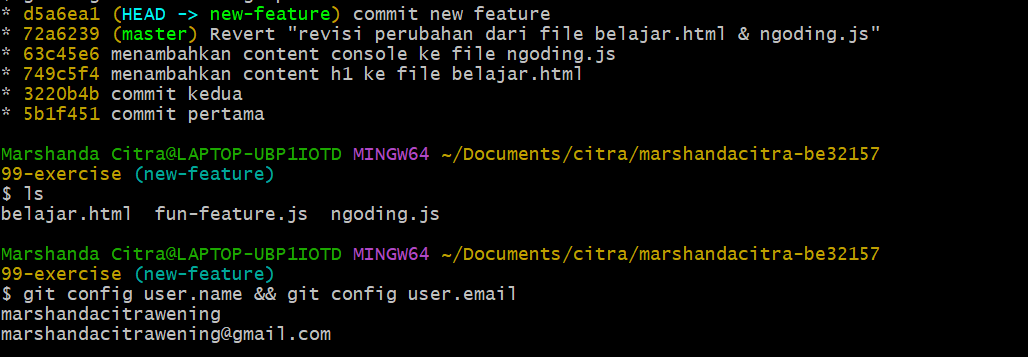 * d5a6ea1 (HEAD -> new-feature) commit new feature
* 72a6239 (master) Revert "revisi perubahan dari file belajar.html & ngoding.js"
* 63c45e6 menambahkan content console ke file ngoding.js
* 749c5f4 menambahkan content h1 ke file belajar.html
* 3220b4b commit kedua
* 5b1f451 commit pertama
Marshanda Citra@LAPTOP-UBP1IOTD MINGW64 ~/Documents/citra/marshandacitra-be32157
99-exercise (new-feature)
$ ls
belajar.html  fun-feature.js  ngoding.js
Marshanda Citra@LAPTOP-UBP1IOTD MINGW64 ~/Documents/citra/marshandacitra-be32157
99-exercise (new-feature)
$ git config user.name && git config user.email
marshandacitrawening
marshandacitrawening@gmail.com